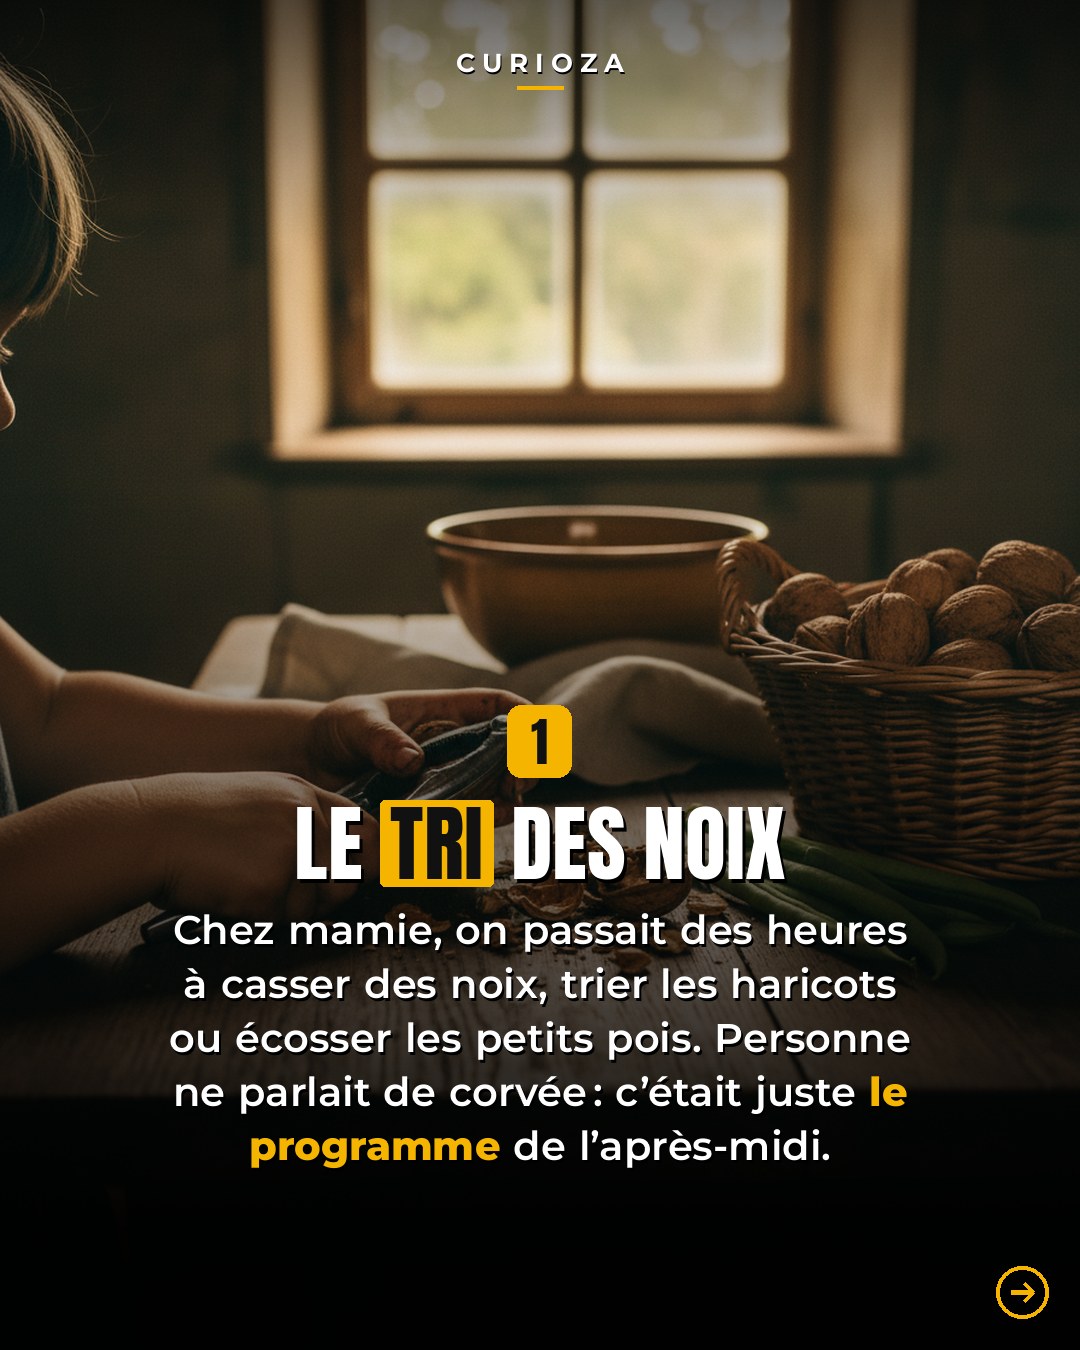 CURIOZA
1
LE TRI DES NOIX
Chez mamie, on passait des heures
à casser des noix, trier les haricots
ou écosser les petits pois. Personne
ne parlait de corvée : c’était juste le
programme de l’après-midi.